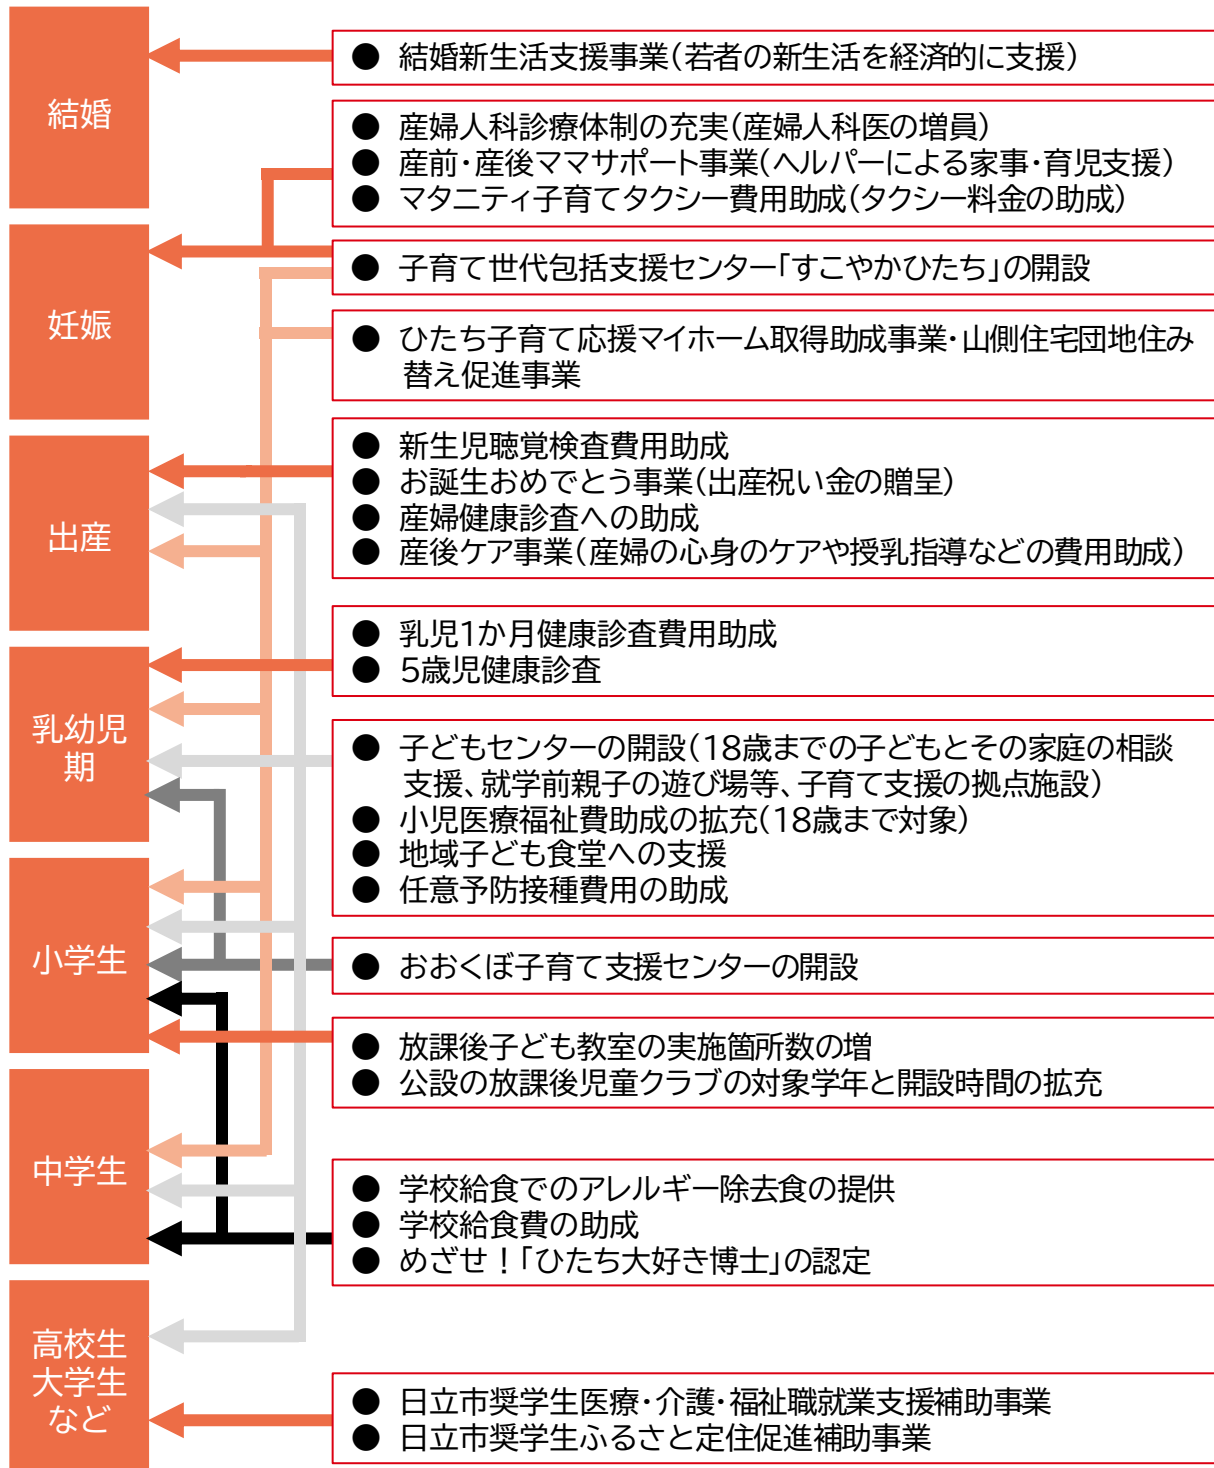 結婚
● 結婚新生活支援事業(若者の新生活を経済的に支援)
● 産婦人科診療体制の充実(産婦人科医の増員)
● 産前・産後ママサポート事業(ヘルパーによる家事・育児支援)
● マタニティ子育てタクシー費用助成(タクシー料金の助成)
妊娠
● 子育て世代包括支援センター「すこやかひたち」の開設
● ひたち子育て応援マイホーム取得助成事業・山側住宅団地住み
替え促進事業
出産
● 新生児聴覚検査費用助成
● お誕生おめでとう事業(出産祝い金の贈呈)
● 産婦健康診査への助成
● 産後ケア事業(産婦の心身のケアや授乳指導などの費用助成)
乳幼児
期
● 乳児1か月健康診査費用助成
● 5歳児健康診査
● 子どもセンターの開設(18歳までの子どもとその家庭の相談
支援、就学前親子の遊び場等、子育て支援の拠点施設)
● 小児医療福祉費助成の拡充(18歳まで対象)
● 地域子ども食堂への支援
● 任意予防接種費用の助成
小学生
● おおくぼ子育て支援センターの開設
● 放課後子ども教室の実施箇所数の増
● 公設の放課後児童クラブの対象学年と開設時間の拡充
中学生
● 学校給食でのアレルギー除去食の提供
● 学校給食費の助成
● めざせ！「ひたち大好き博士」の認定
高校生
大学生
など
● 日立市奨学生医療・介護・福祉職就業支援補助事業
● 日立市奨学生ふるさと定住促進補助事業